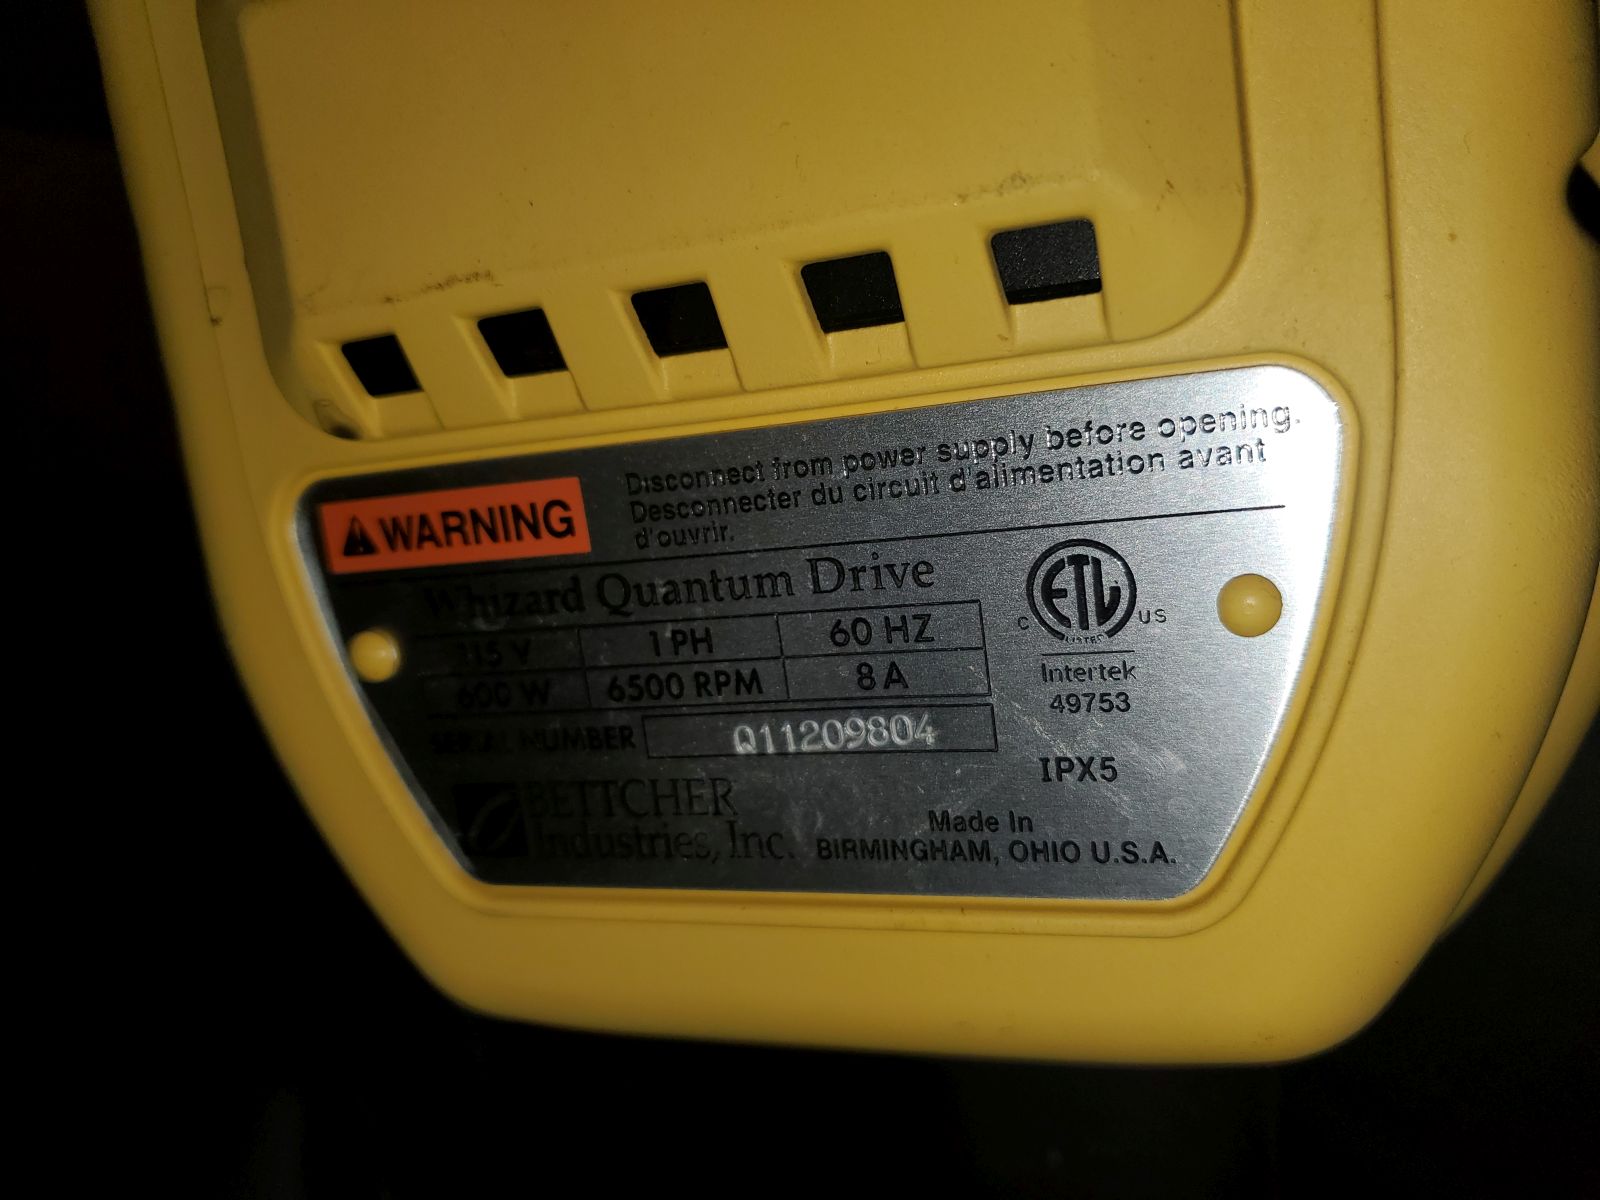 WARNING
Disconnect from power supply before opening.
Desconnecter du circuit d'alimentation avant
d'ouvrir.
Whizard Quantum Drive
115 V 1 PH 60 HZ
600 W 6500 RPM 8 A
SERIAL NUMBER Q11209804
ETL
LISTED
C US
Intertek
49753
IPX5
BETTCHER
Industries, Inc.
Made In
BIRMINGHAM, OHIO U.S.A.